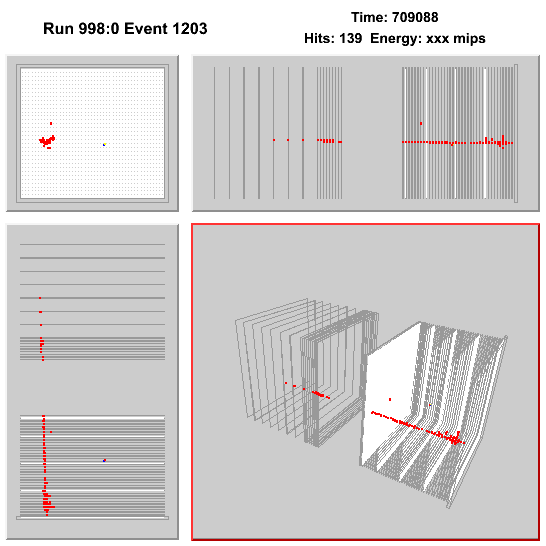 Run 998:0 Event 1203
Time: 709088
Hits: 139 Energy: xxx mips